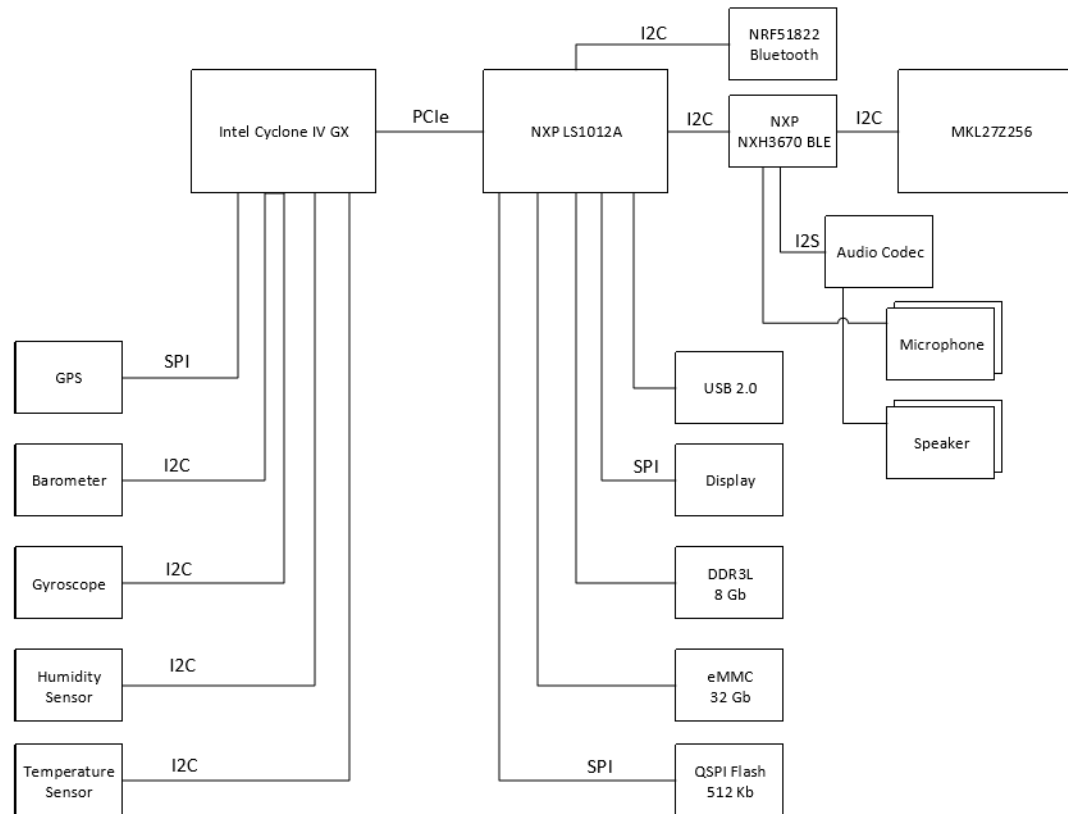 I2C
NRF51822
Bluetooth
Intel Cyclone IV GX
PCIe
NXP LS1012A
I2C
NXP
NXH3670 BLE
I2C
MKL27Z256
I2S
Audio Codec
Microphone
Speaker
GPS
SPI
Barometer
I2C
Gyroscope
I2C
Humidity
Sensor
I2C
Temperature
Sensor
I2C
USB 2.0
SPI
Display
DDR3L
8 Gb
eMMC
32 Gb
SPI
QSPI Flash
512 Kb